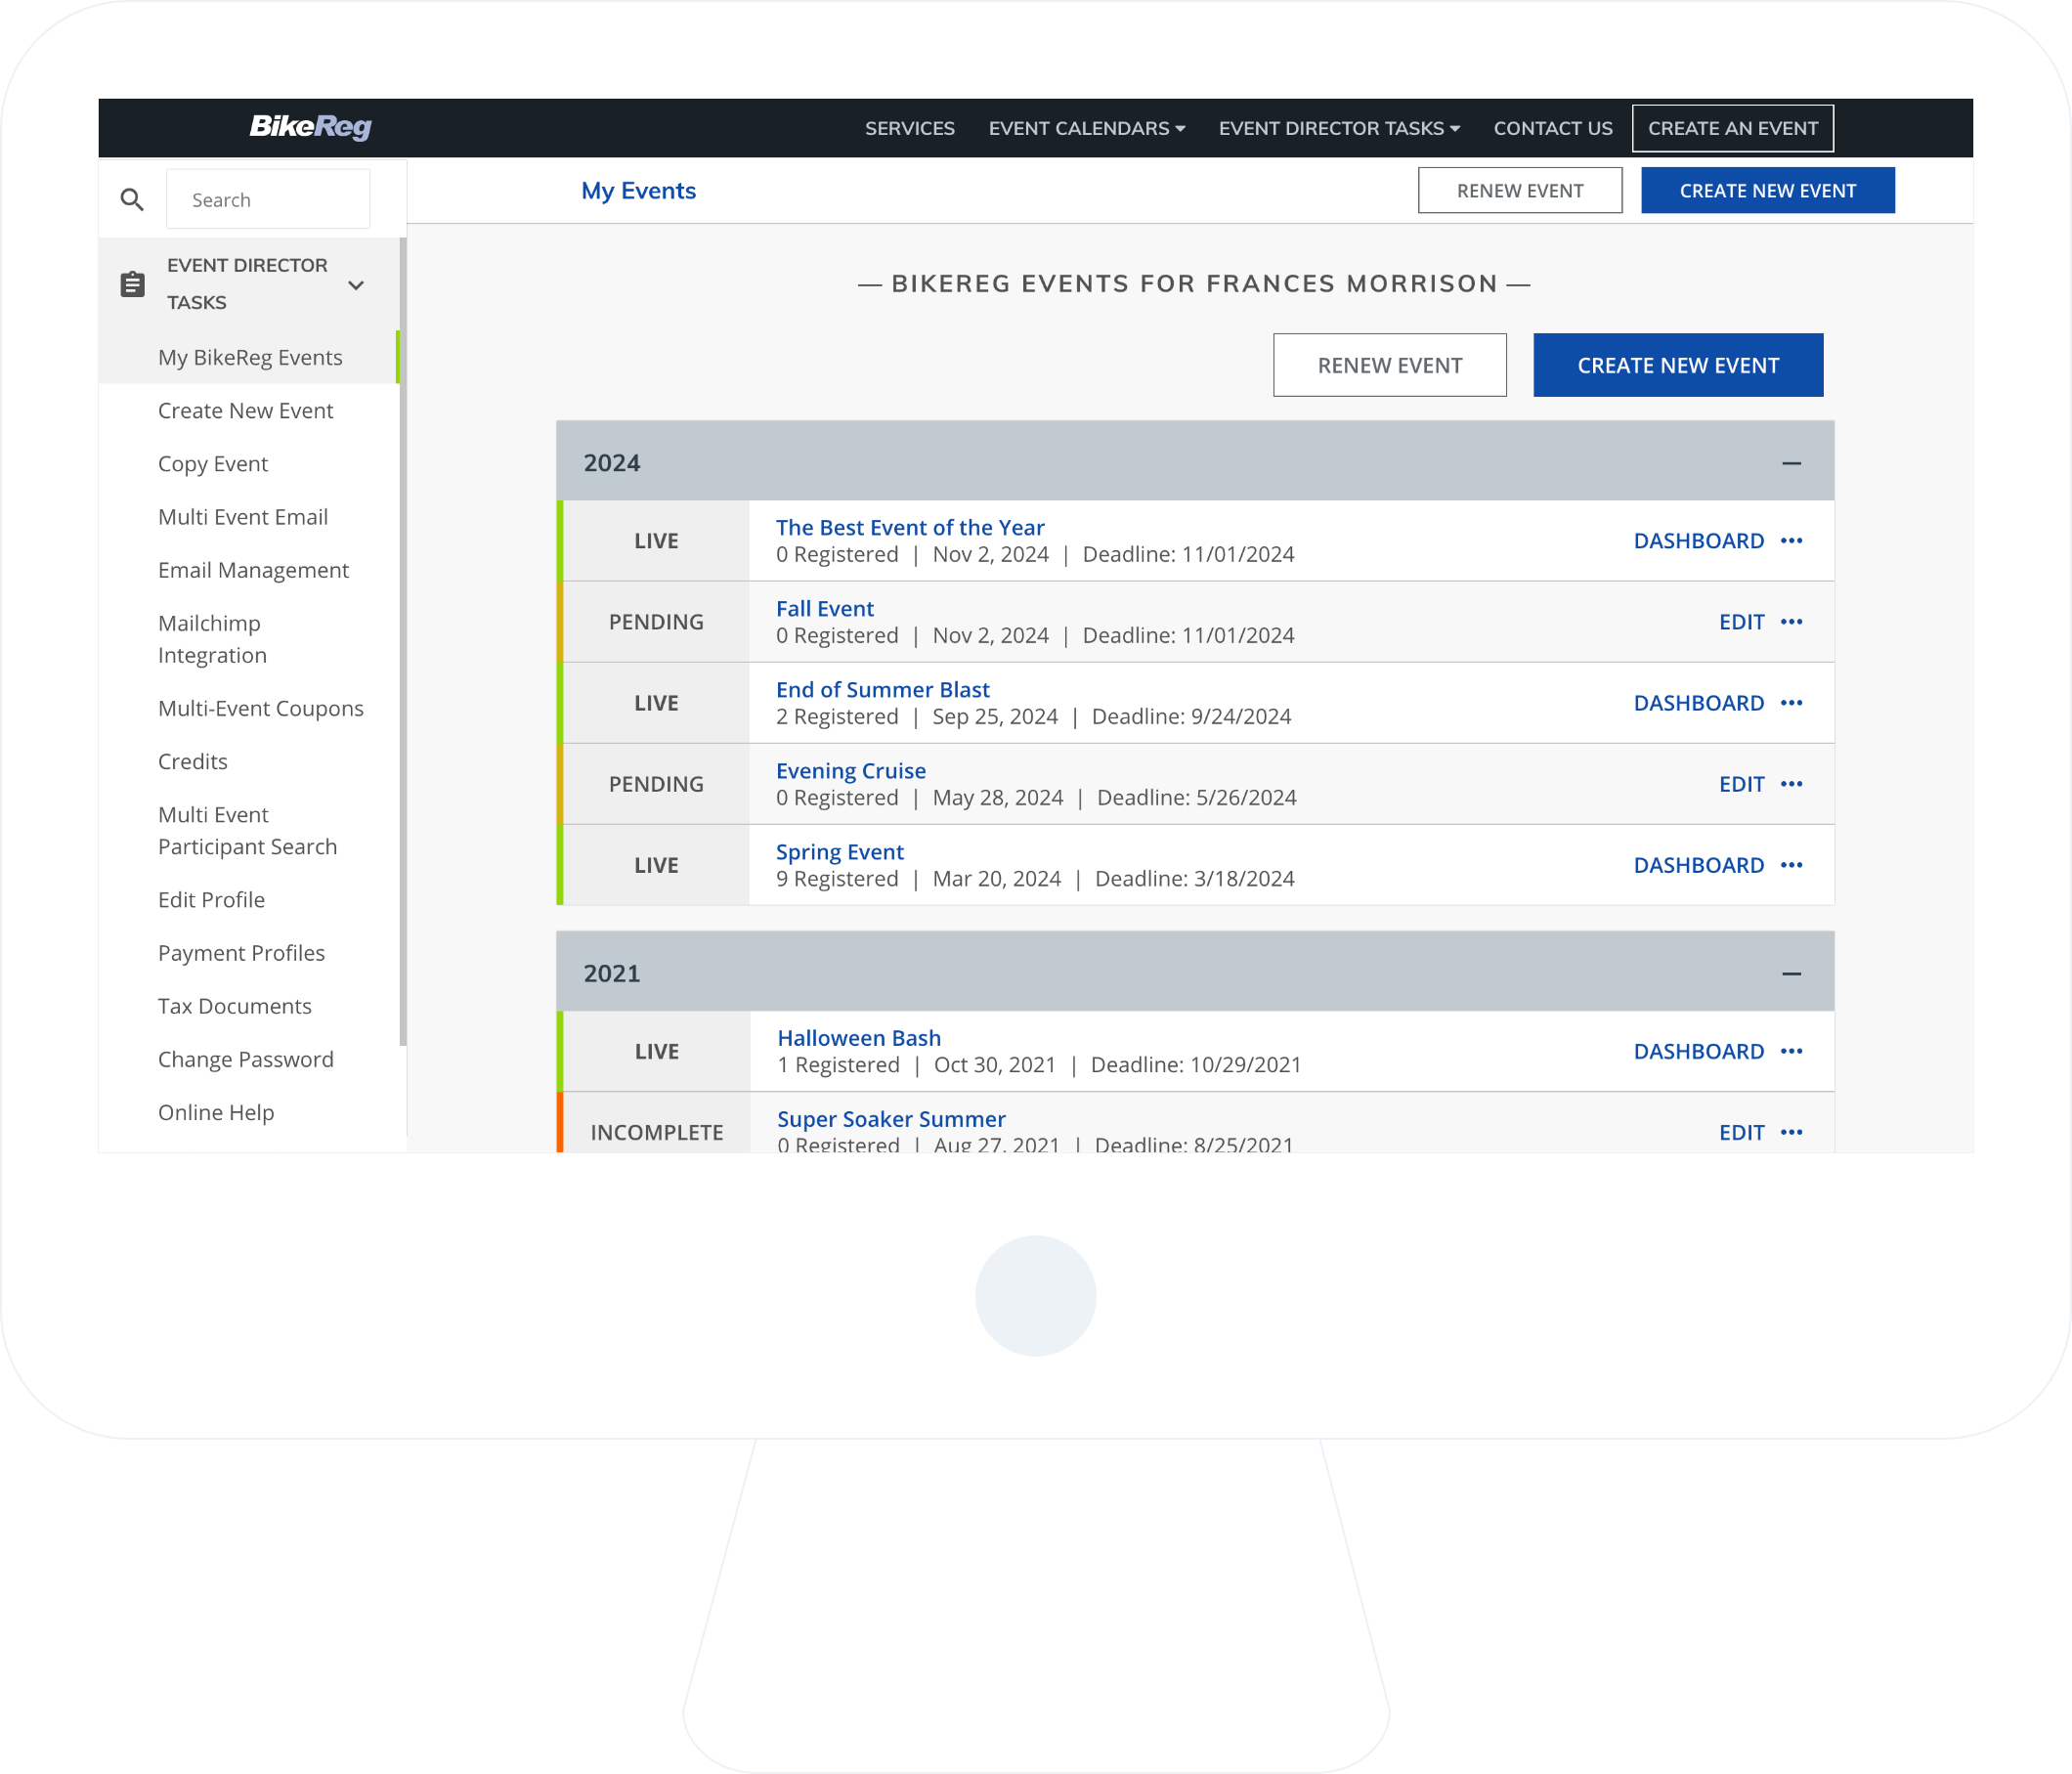 BikeReg
SERVICES
EVENT CALENDARS
EVENT DIRECTOR TASKS
CONTACT US
CREATE AN EVENT
Search
My Events
RENEW EVENT
CREATE NEW EVENT
EVENT DIRECTOR
TASKS
My BikeReg Events
Create New Event
Copy Event
Multi Event Email
Email Management
Mailchimp
Integration
Multi-Event Coupons
Credits
Multi Event
Participant Search
Edit Profile
Payment Profiles
Tax Documents
Change Password
Online Help
— BIKEREG EVENTS FOR FRANCES MORRISON —
RENEW EVENT
CREATE NEW EVENT
2024
LIVE
The Best Event of the Year
0 Registered | Nov 2, 2024 | Deadline: 11/01/2024
DASHBOARD •••
PENDING
Fall Event
0 Registered | Nov 2, 2024 | Deadline: 11/01/2024
EDIT •••
LIVE
End of Summer Blast
2 Registered | Sep 25, 2024 | Deadline: 9/24/2024
DASHBOARD •••
PENDING
Evening Cruise
0 Registered | May 28, 2024 | Deadline: 5/26/2024
EDIT •••
LIVE
Spring Event
9 Registered | Mar 20, 2024 | Deadline: 3/18/2024
DASHBOARD •••
2021
LIVE
Halloween Bash
1 Registered | Oct 30, 2021 | Deadline: 10/29/2021
DASHBOARD •••
INCOMPLETE
Super Soaker Summer
0 Registered | Aug 27, 2021 | Deadline: 8/25/2021
EDIT •••